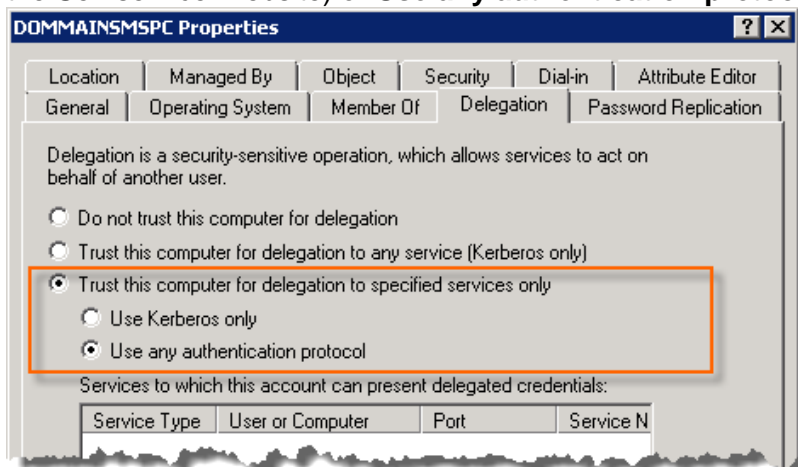 DOMMAINSMSPC Properties
Location Managed By Object Security Dial-in Attribute Editor
General Operating System Member Of Delegation Password Replication
Delegation is a security-sensitive operation, which allows services to act on
behalf of another user.
Do not trust this computer for delegation
Trust this computer for delegation to any service (Kerberos only)
Trust this computer for delegation to specified services only
Use Kerberos only
Use any authentication protocol
Services to which this account can present delegated credentials:
Service Type User or Computer Port Service N